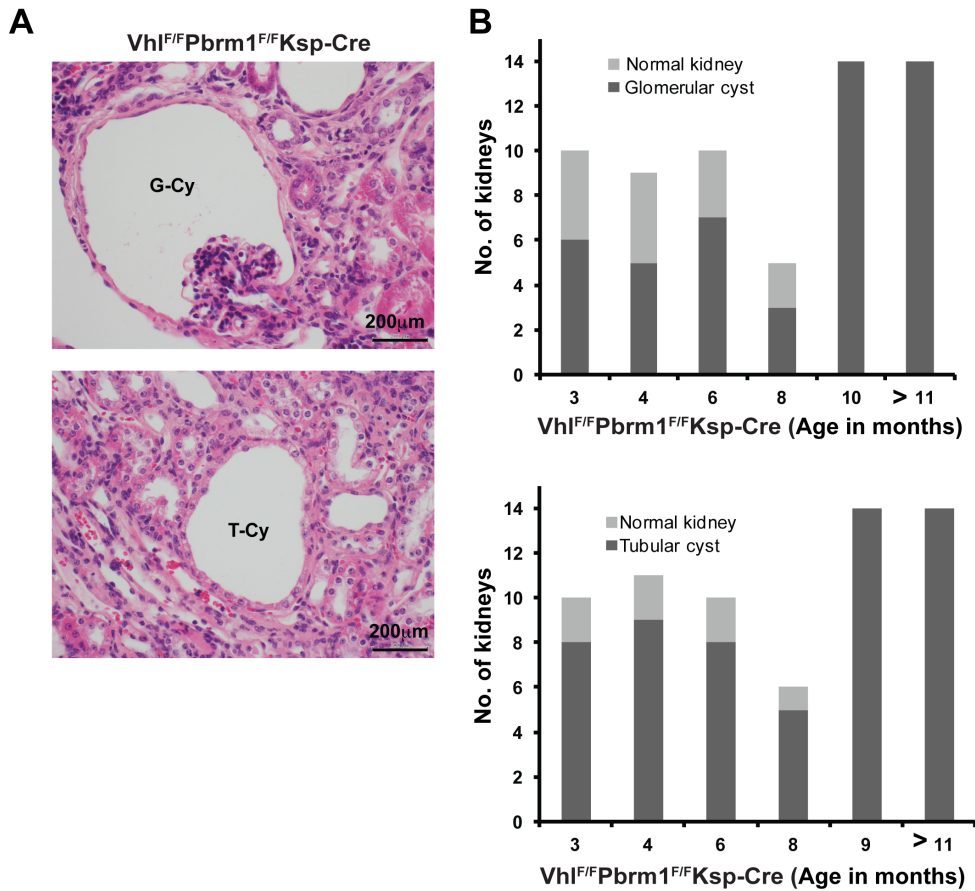 A
Vhl^F/F Pbrm1^F/F Ksp-Cre
G-Cy
200μm
T-Cy
200μm
B
No. of kidneys
14
12
10
8
6
4
2
0
Normal kidney
Glomerular cyst
3 4 6 8 10 > 11
Vhl^F/F Pbrm1^F/F Ksp-Cre (Age in months)
No. of kidneys
14
12
10
8
6
4
2
0
Normal kidney
Tubular cyst
3 4 6 8 9 > 11
Vhl^F/F Pbrm1^F/F Ksp-Cre (Age in months)